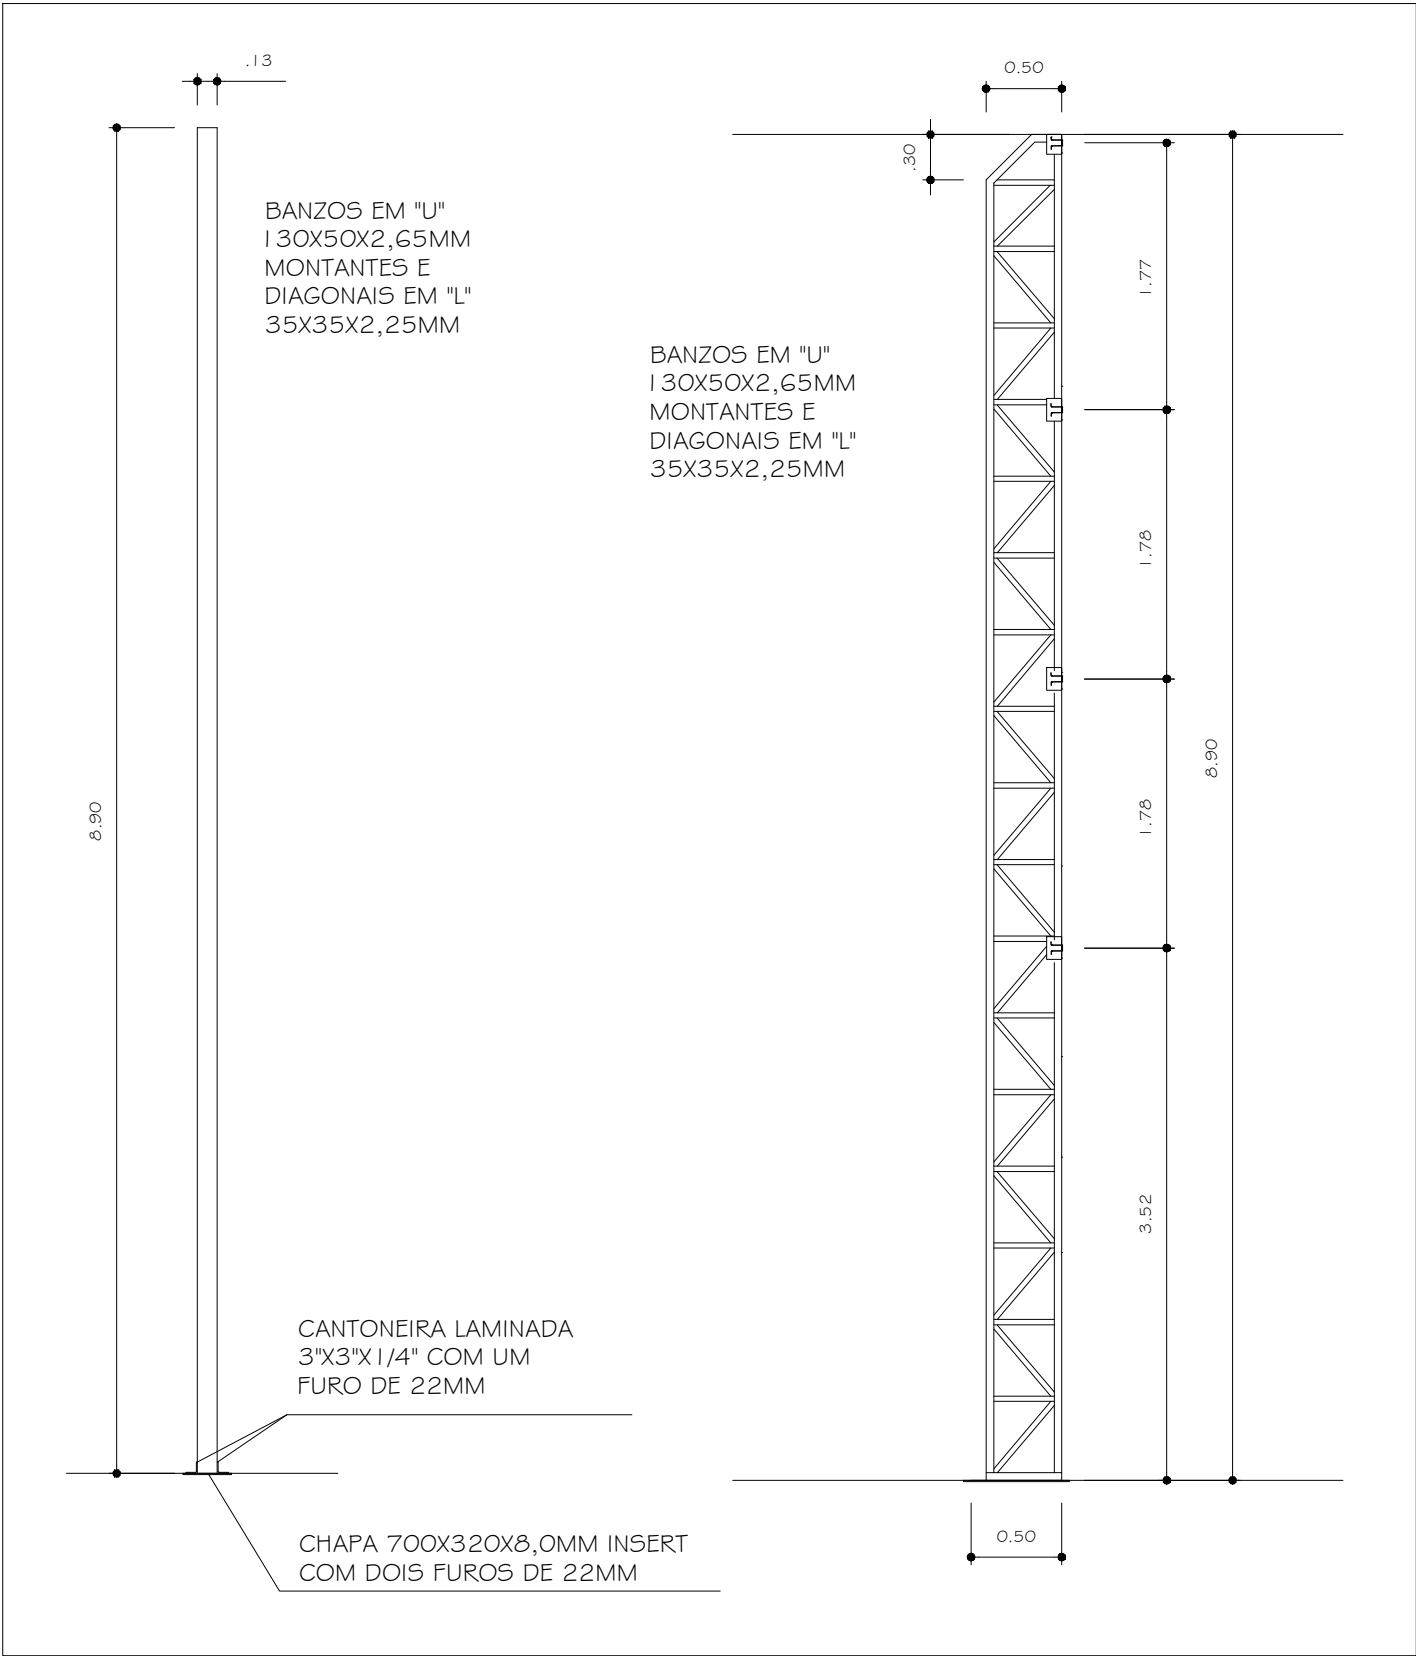 .13
0.50
.30
BANZOS EM "U"
130X50X2,65MM
MONTANTES E
DIAGONAIS EM "L"
35X35X2,25MM
1.77
BANZOS EM "U"
130X50X2,65MM
MONTANTES E
DIAGONAIS EM "L"
35X35X2,25MM
1.78
8.90
8.90
1.78
3.52
CANTONEIRA LAMINADA
3"X3"X1/4" COM UM
FURO DE 22MM
CHAPA 700X320X8,0MM INSERT
COM DOIS FUROS DE 22MM
0.50